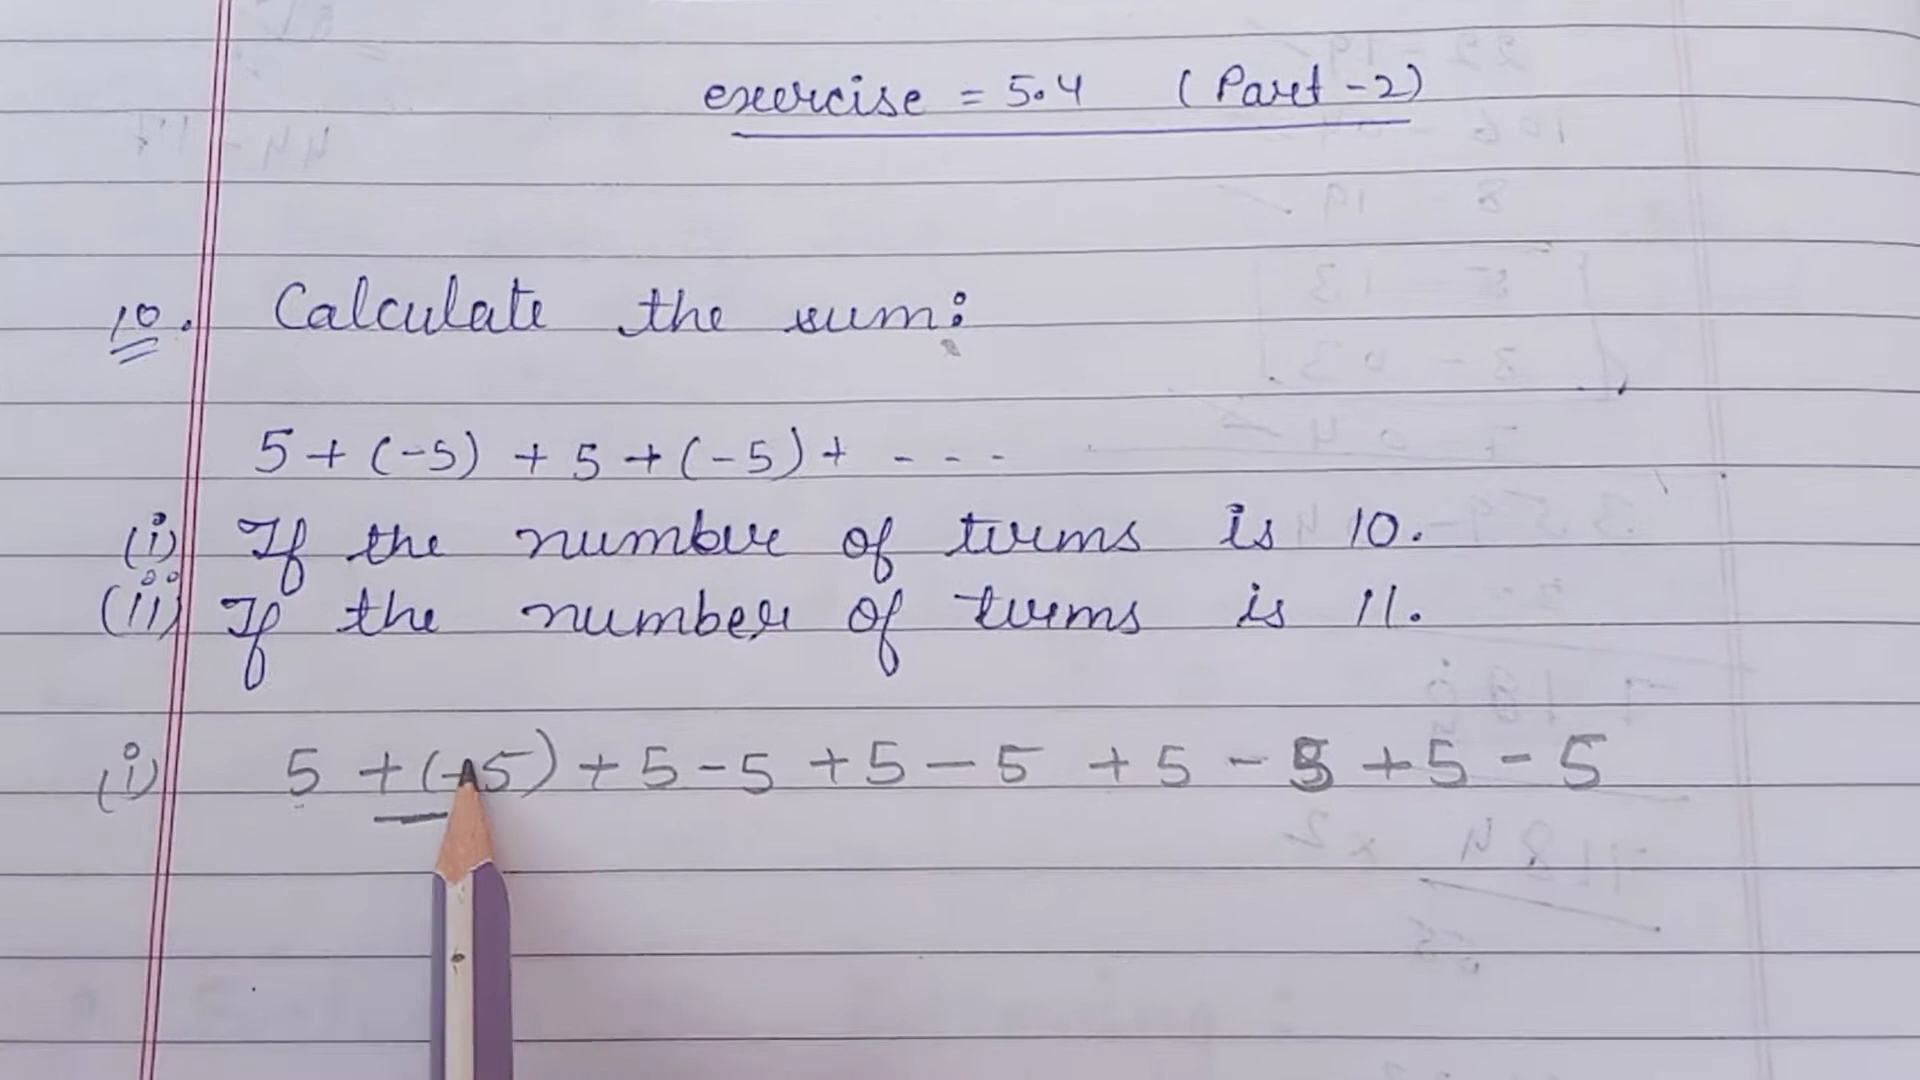 exercise = 5.4 (Part-2)
10. Calculate the sum:
5 + (-5) + 5 + (-5) + - - -
(i) If the number of terms is 10.
(ii) If the number of terms is 11.
(i) 5 + (-5) + 5 - 5 + 5 - 5 + 5 - 5 + 5 - 5